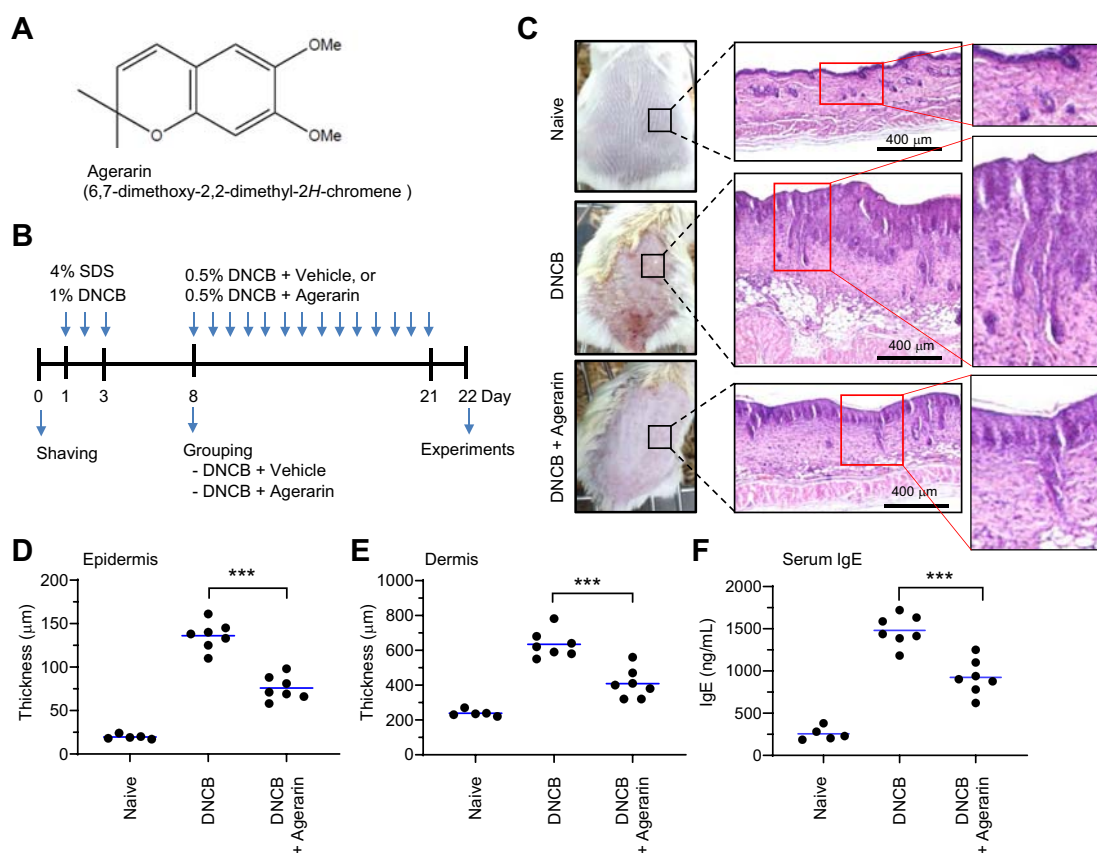 A
OMe
OMe
O
Agerarin
(6,7-dimethoxy-2,2-dimethyl-2H-chromene )
B
4% SDS
1% DNCB
0.5% DNCB + Vehicle, or
0.5% DNCB + Agerarin
0 1 3 8 21 22 Day
Shaving
Grouping
- DNCB + Vehicle
- DNCB + Agerarin
Experiments
C
Naive
400 μm
DNCB
400 μm
DNCB + Agerarin
400 μm
D
Epidermis
Thickness (μm)
200
150
100
50
0
***
Naive
DNCB
DNCB
+ Agerarin
E
Dermis
Thickness (μm)
1000
800
600
400
200
0
***
Naive
DNCB
DNCB
+ Agerarin
F
Serum IgE
IgE (ng/mL)
2000
1500
1000
500
0
***
Naive
DNCB
DNCB
+ Agerarin